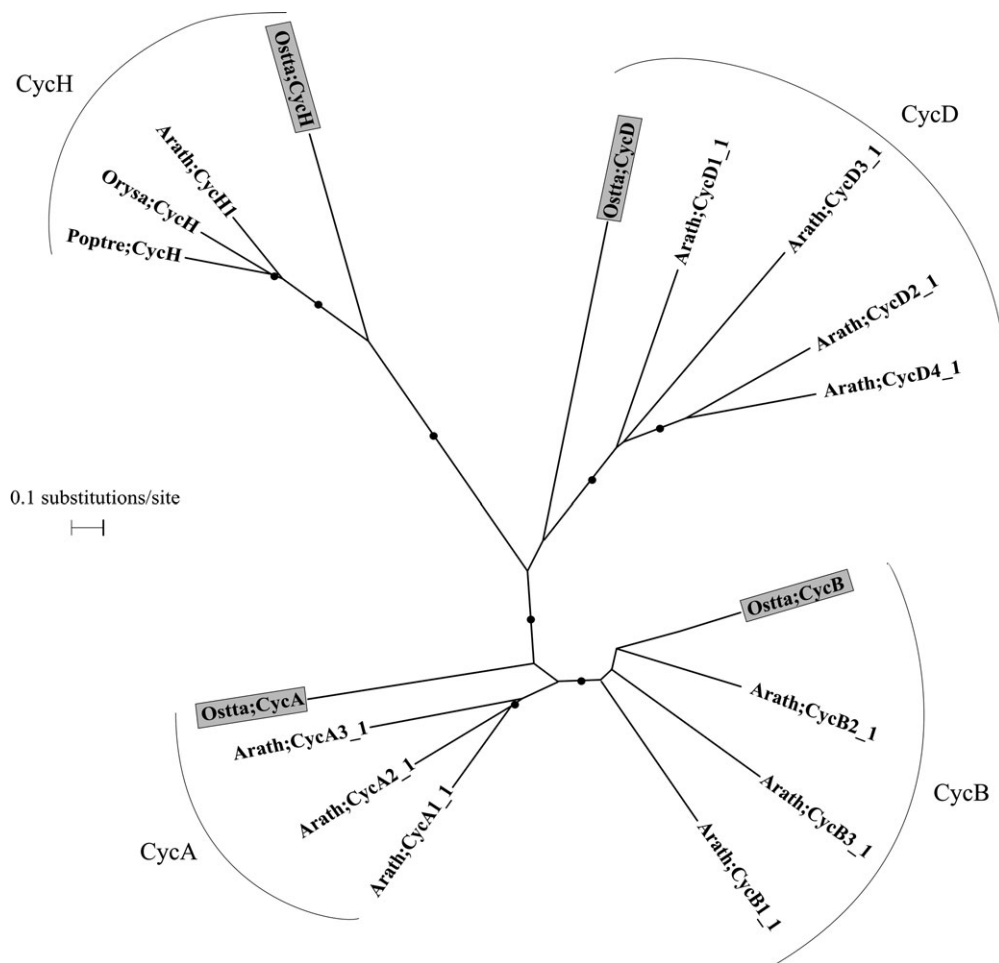 CycH
Ostta;CycH
Arath;CycH1
Orysa;CycH
Poptre;CycH
CycD
Ostta;CycD
Arath;CycD1_1
Arath;CycD3_1
Arath;CycD2_1
Arath;CycD4_1
0.1 substitutions/site
Ostta;CycB
Arath;CycB2_1
Arath;CycB3_1
Arath;CycB1_1
CycB
Ostta;CycA
Arath;CycA3_1
Arath;CycA2_1
Arath;CycA1_1
CycA